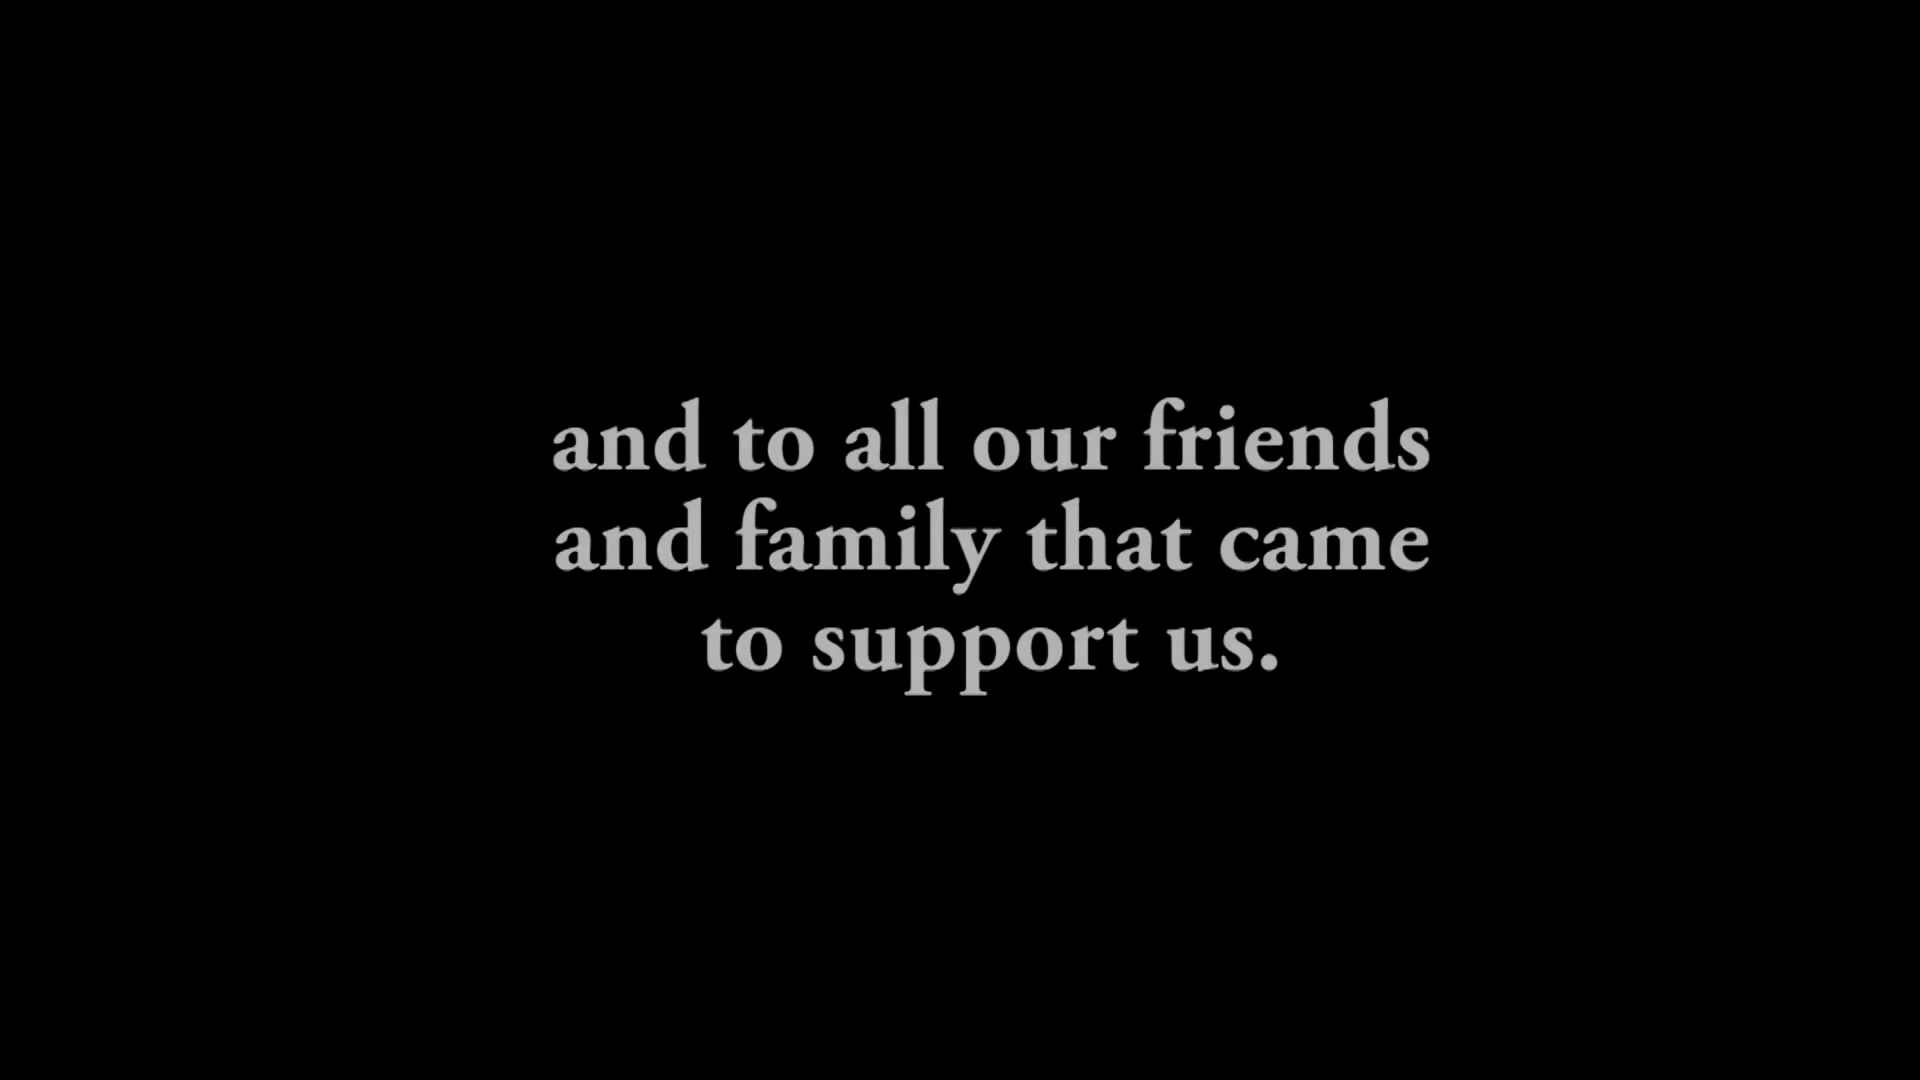 and to all our friends
and family that came
to support us.